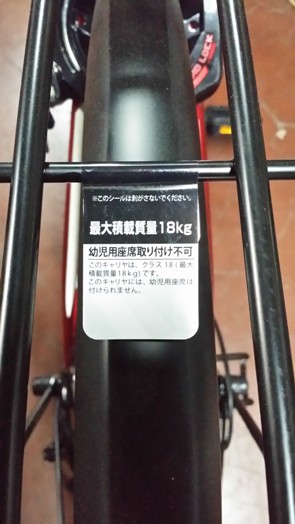 LOCK
※このシールは剥がさないでください。
最大積載質量18kg
幼児用座席取り付け不可
このキャリヤは、クラス18(最大
積載質量18kg)です。
このキャリヤには、幼児用座席は
付けられません。